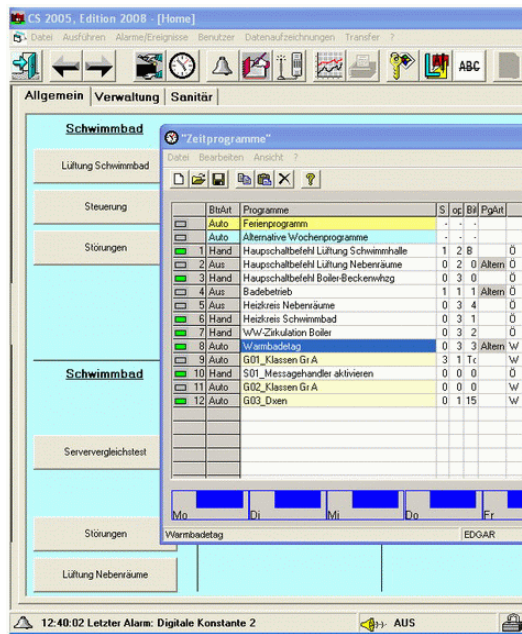 CS 2005, Edition 2008 - [Home]
Datei Ausführen Alarme/Ereignisse Benutzer Datenaufzeichnungen Transfer ?
ABC
Allgemein Verwaltung Sanitär
Schwimmbad
Lüftung Schwimmbad
Steuerung
Störungen
Schwimmbad
Serververgleichstest
Störungen
Lüftung Nebenräume
"Zeitprogramme"
Datei Bearbeiten Ansicht ?
BtrArt Programme S op Bil PgArt
Auto Ferienprogramm - - -
Auto Alternative Wochenprogramme - - -
1 Hand Haupschaltbefehl Lüftung Schwimmhalle 1 2 B Ö
2 Aus Haupschaltbefehl Lüftung Nebenräume 0 2 0 Altern Ö
3 Hand Haupschaltbefehl Boiler-Beckenwhzg 0 3 0 Ö
4 Aus Badebetrieb 1 1 1 Altern Ö
5 Aus Heizkreis Nebenräume 0 3 4 Ö
6 Hand Heizkreis Schwimmbad 0 3 1 Ö
7 Hand WW-Zirkulation Boiler 0 3 2 Ö
8 Auto Warmbadetag 0 3 3 Altern W
9 Auto G01_Klassen Gr A 3 1 Tc W
10 Hand S01_Messagehandler aktivieren 0 0 0 Ö
11 Auto G02_Klassen Gr A 0 0 0 W
12 Auto G03_Dxen 0 1 15 W
Mo Di Mi Do Fr
Warmbadetag EDGAR
12:40:02 Letzter Alarm: Digitale Konstante 2 AUS